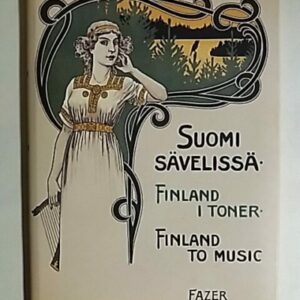 SUOMI
SÄVELISSÄ·
FINLAND
I TONER·
FINLAND
TO MUSIC
FAZER